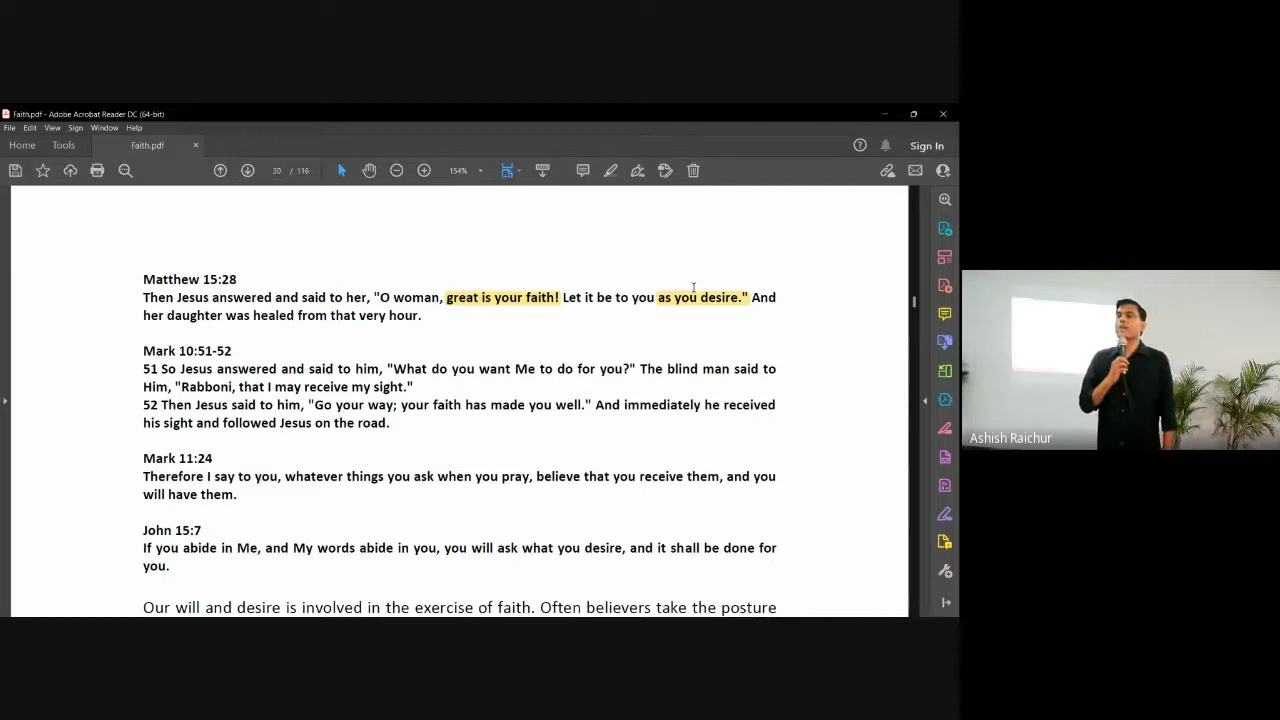 Faith.pdf - Adobe Acrobat Reader DC (64-bit)
File Edit View Sign Window Help
Home Tools Faith.pdf × Sign In
30 / 116 154%
Matthew 15:28
Then Jesus answered and said to her, "O woman, great is your faith! Let it be to you as you desire." And
her daughter was healed from that very hour.
Mark 10:51-52
51 So Jesus answered and said to him, "What do you want Me to do for you?" The blind man said to
Him, "Rabboni, that I may receive my sight."
52 Then Jesus said to him, "Go your way; your faith has made you well." And immediately he received
his sight and followed Jesus on the road.
Mark 11:24
Therefore I say to you, whatever things you ask when you pray, believe that you receive them, and you
will have them.
John 15:7
If you abide in Me, and My words abide in you, you will ask what you desire, and it shall be done for
you.
Our will and desire is involved in the exercise of faith. Often believers take the posture
Ashish Raichur